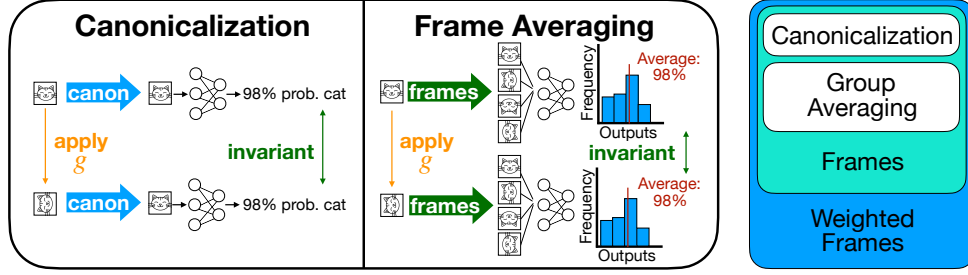 Canonicalization
canon
98% prob. cat
apply
g
invariant
canon
98% prob. cat
Frame Averaging
frames
Frequency
Average:
98%
Outputs
apply
g
invariant
frames
Frequency
Average:
98%
Outputs
Canonicalization
Group
Averaging
Frames
Weighted
Frames